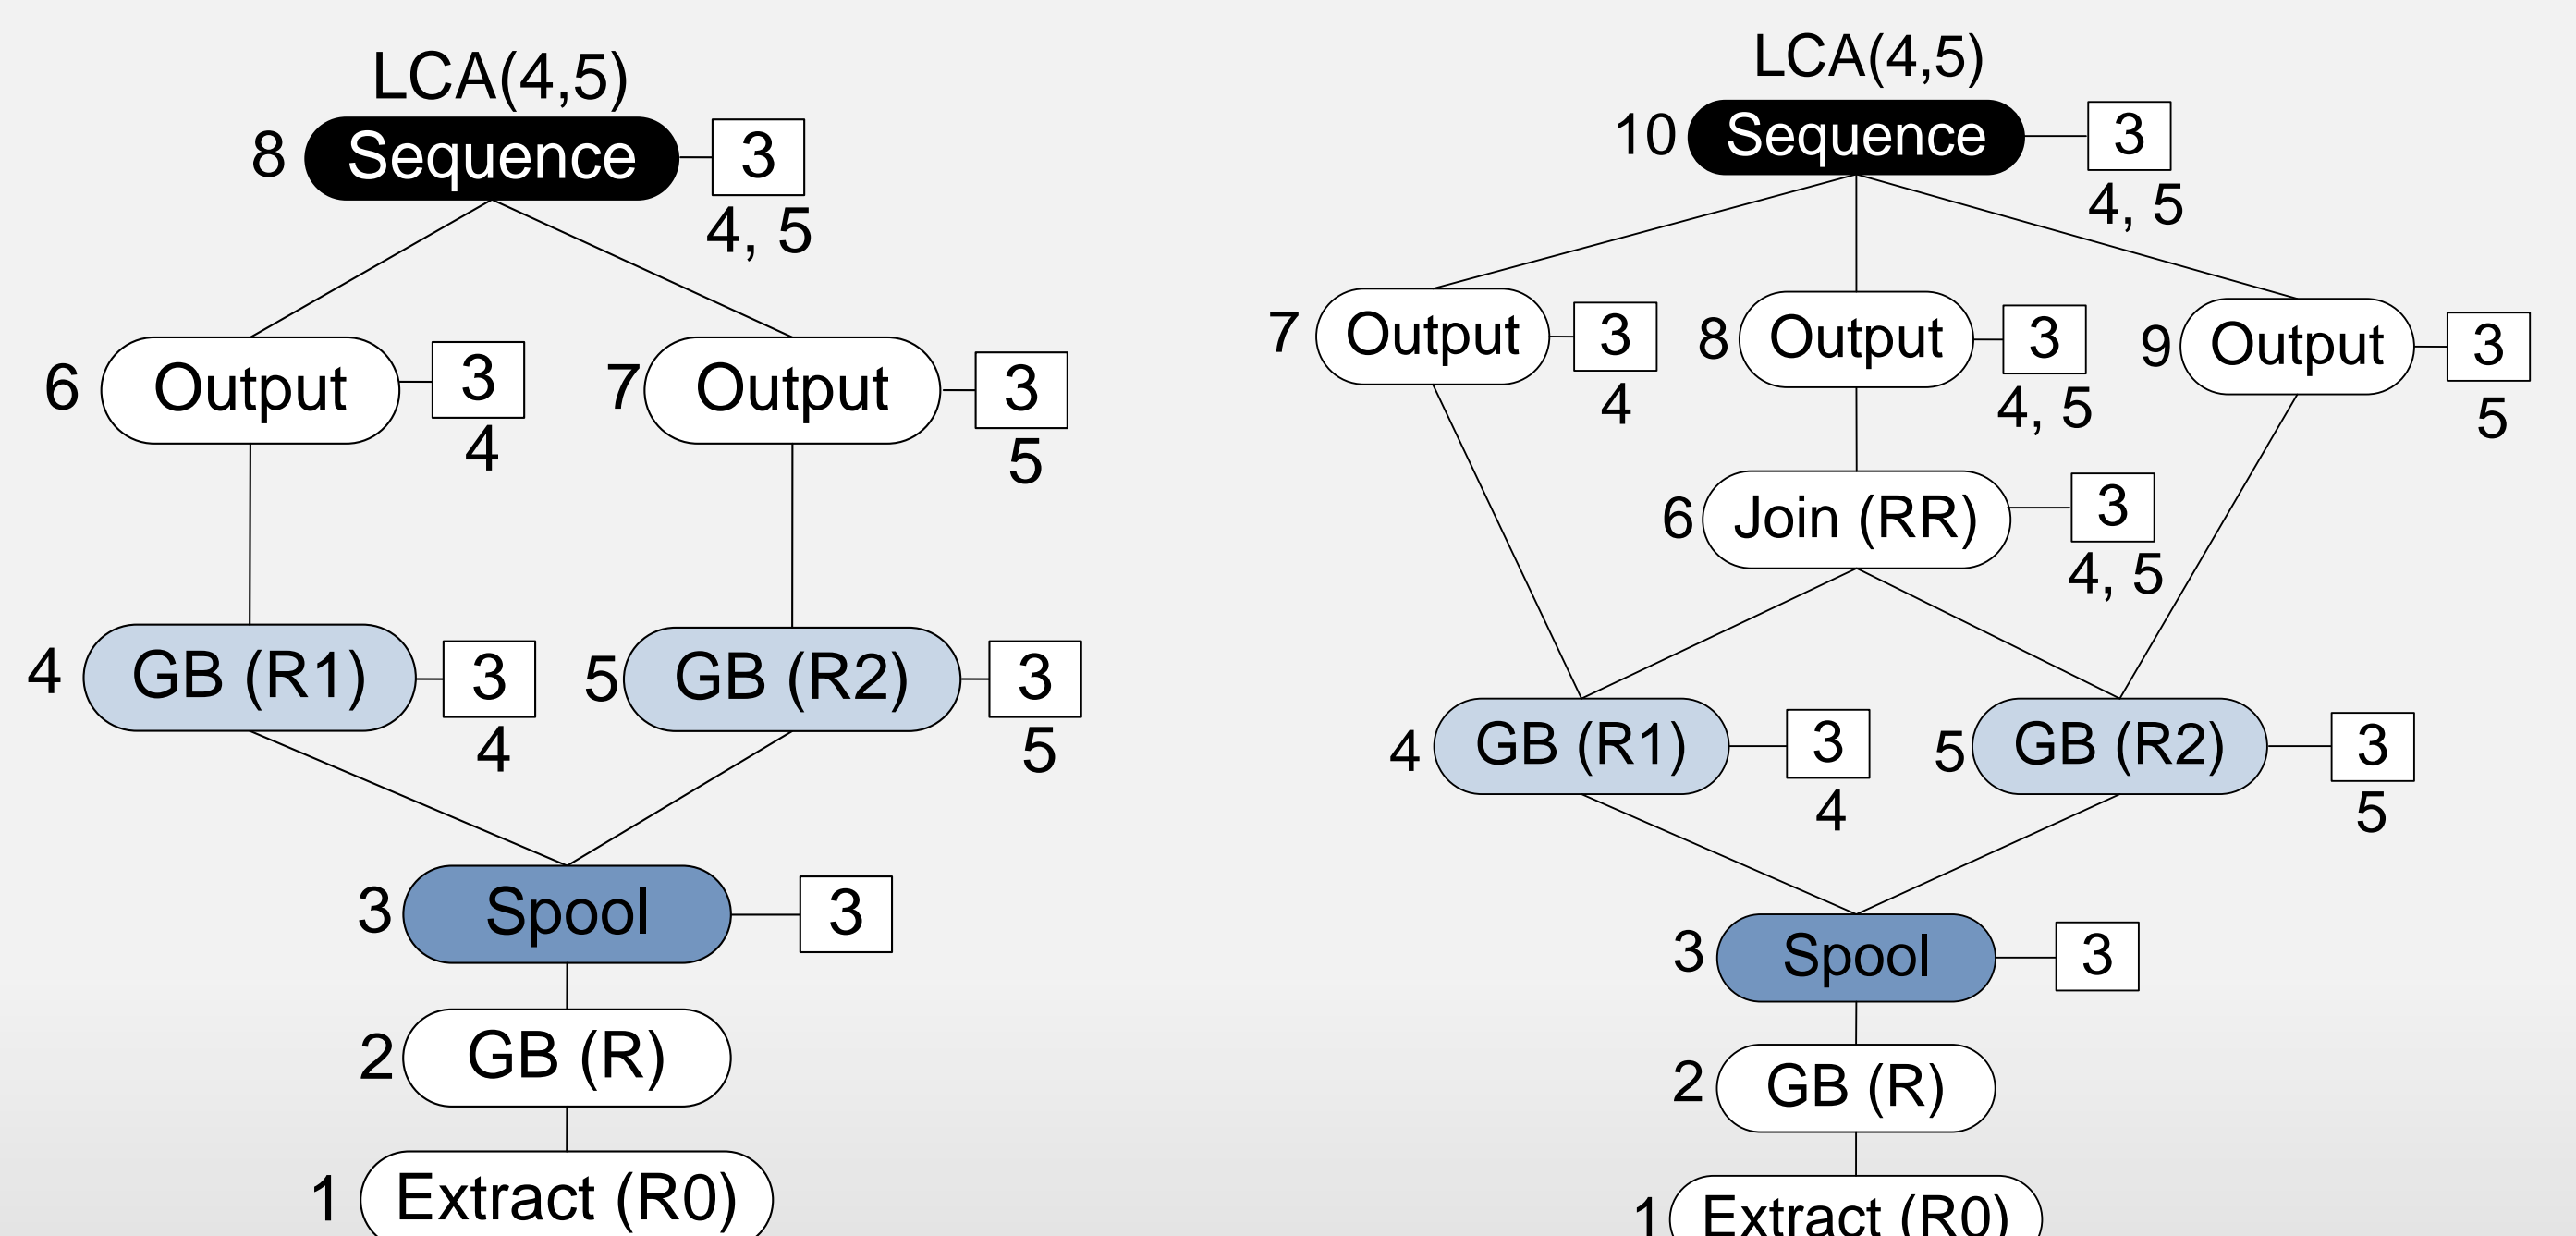 LCA(4,5)
8 Sequence 3
4, 5
6 Output 3
4
7 Output 3
5
4 GB (R1) 3
4
5 GB (R2) 3
5
3 Spool 3
2 GB (R)
1 Extract (R0)
LCA(4,5)
10 Sequence 3
4, 5
7 Output 3
4
8 Output 3
4, 5
9 Output 3
5
6 Join (RR) 3
4, 5
4 GB (R1) 3
4
5 GB (R2) 3
5
3 Spool 3
2 GB (R)
1 Extract (R0)